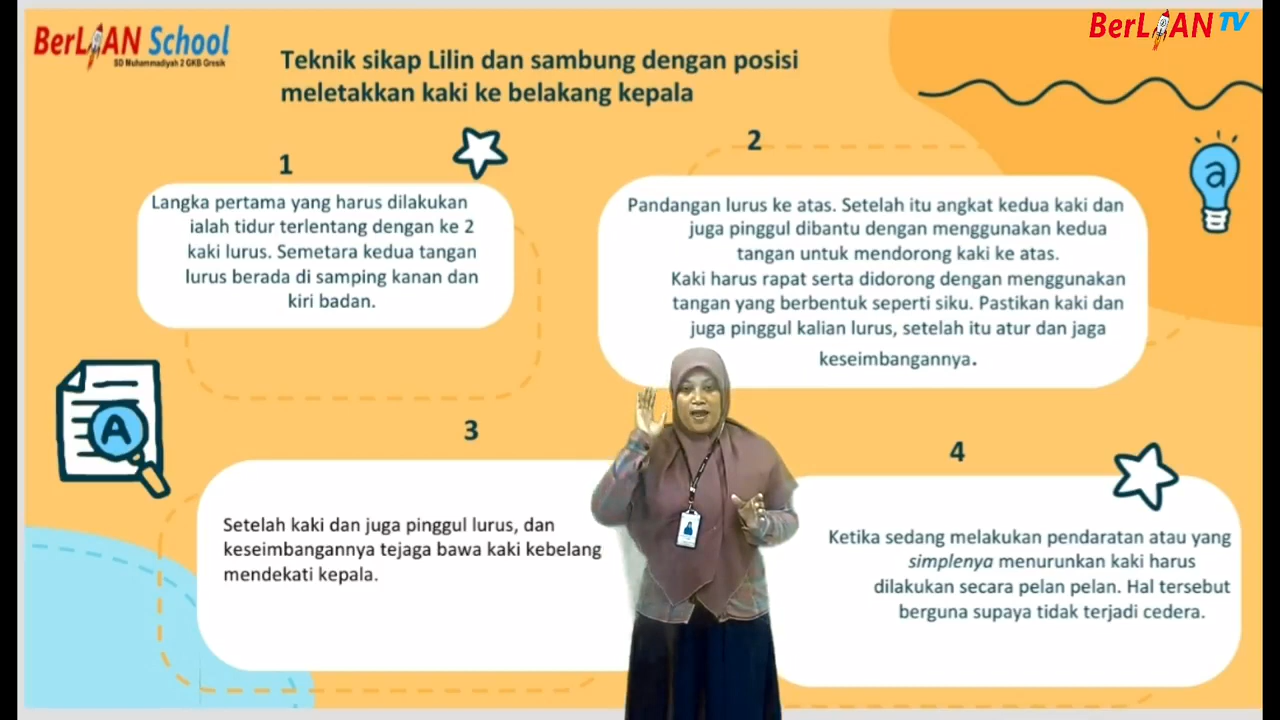 BerLIAN School
SD Muhammadiyah 2 GKB Gresik
BerLIAN TV
Teknik sikap Lilin dan sambung dengan posisi
meletakkan kaki ke belakang kepala
1
Langka pertama yang harus dilakukan
ialah tidur terlentang dengan ke 2
kaki lurus. Semetara kedua tangan
lurus berada di samping kanan dan
kiri badan.
2
Pandangan lurus ke atas. Setelah itu angkat kedua kaki dan
juga pinggul dibantu dengan menggunakan kedua
tangan untuk mendorong kaki ke atas.
Kaki harus rapat serta didorong dengan menggunakan
tangan yang berbentuk seperti siku. Pastikan kaki dan
juga pinggul kalian lurus, setelah itu atur dan jaga
keseimbangannya.
a
A
3
Setelah kaki dan juga pinggul lurus, dan
keseimbangannya tejaga bawa kaki kebelang
mendekati kepala.
4
Ketika sedang melakukan pendaratan atau yang
simplenya menurunkan kaki harus
dilakukan secara pelan pelan. Hal tersebut
berguna supaya tidak terjadi cedera.